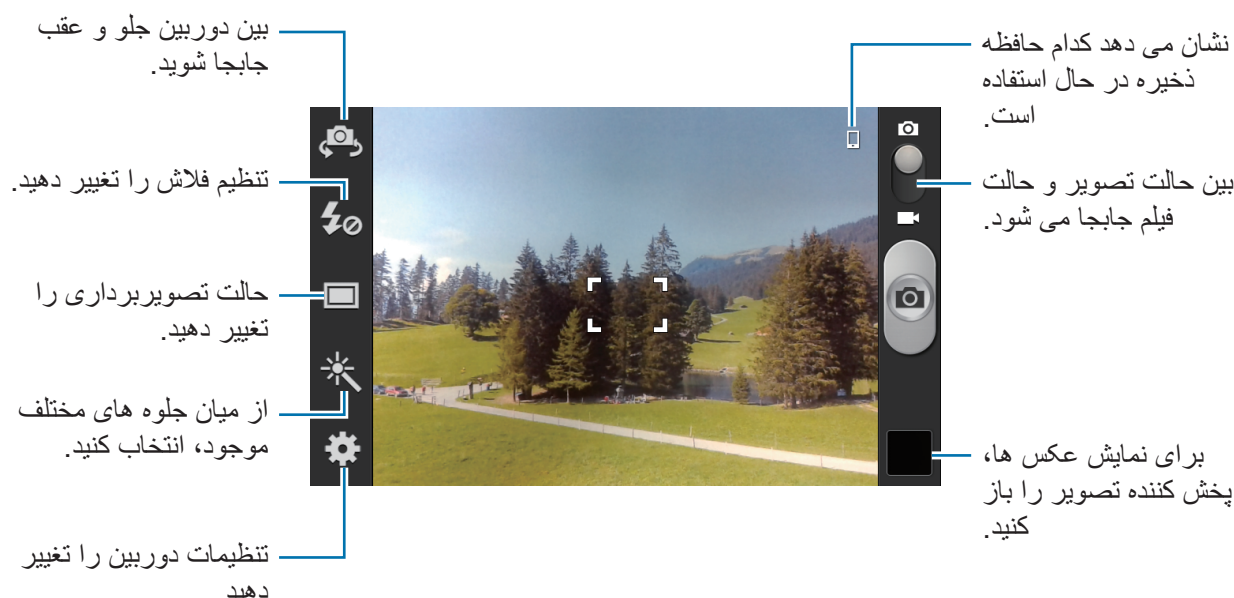 بین دوربین جلو و عقب
جابجا شوید.
تنظیم فلاش را تغییر دهید.
حالت تصویربرداری را
تغییر دهید.
از میان جلوه های مختلف
موجود، انتخاب کنید.
تنظیمات دوربین را تغییر
دهید
نشان می دهد کدام حافظه
ذخیره در حال استفاده
است.
بین حالت تصویر و حالت
فیلم جابجا می شود.
برای نمایش عکس ها،
پخش کننده تصویر را باز
کنید.